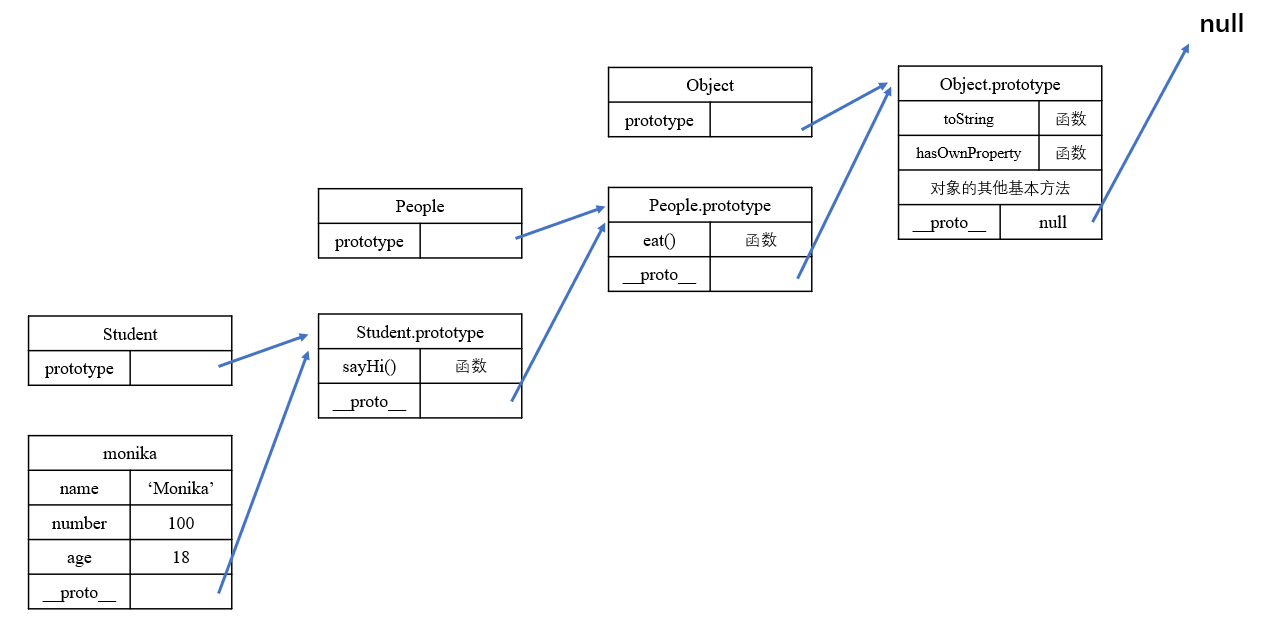 null
Object
prototype
Object.prototype
toString 函数
hasOwnProperty 函数
对象的其他基本方法
__proto__ null
People
prototype
People.prototype
eat() 函数
__proto__
Student
prototype
Student.prototype
sayHi() 函数
__proto__
monika
name ‘Monika’
number 100
age 18
__proto__